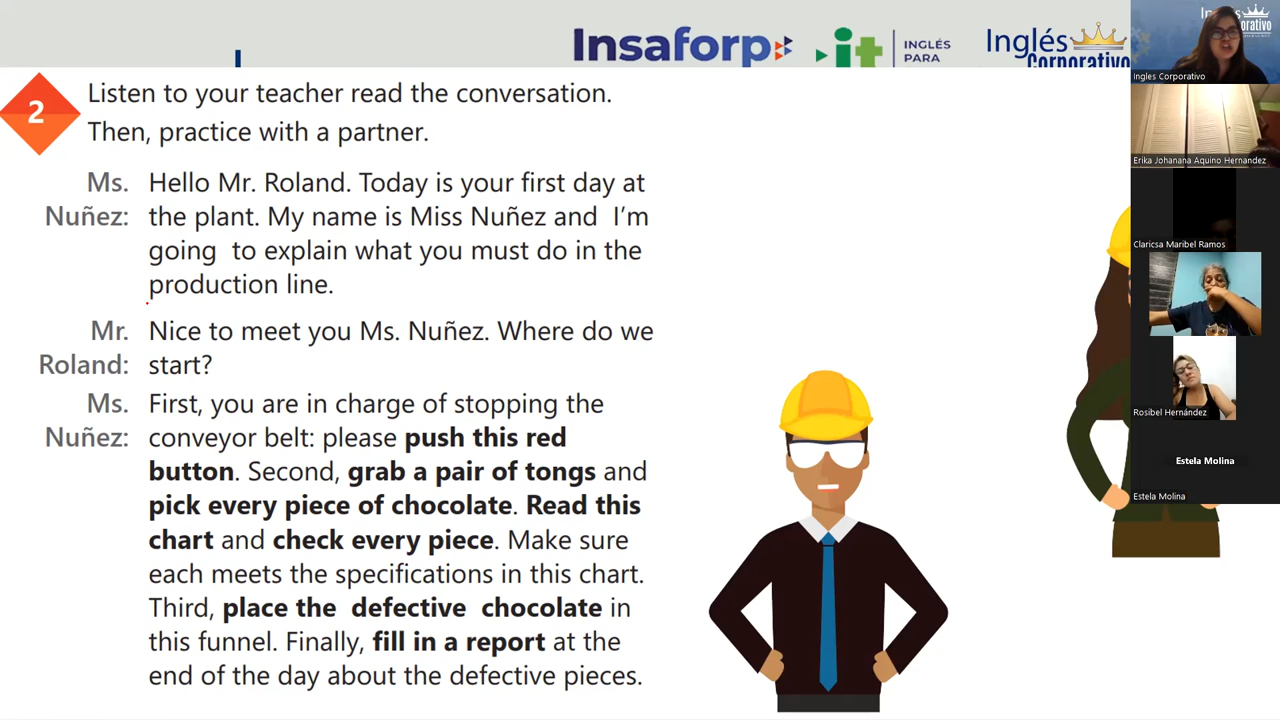 Insaforp
it
INGLÉS
PARA
Inglés
Corporativo
2
Listen to your teacher read the conversation.
Then, practice with a partner.
Ms. Hello Mr. Roland. Today is your first day at
Nuñez: the plant. My name is Miss Nuñez and I'm
going to explain what you must do in the
production line.
Mr. Nice to meet you Ms. Nuñez. Where do we
Roland: start?
Ms. First, you are in charge of stopping the
Nuñez: conveyor belt: please push this red
button. Second, grab a pair of tongs and
pick every piece of chocolate. Read this
chart and check every piece. Make sure
each meets the specifications in this chart.
Third, place the defective chocolate in
this funnel. Finally, fill in a report at the
end of the day about the defective pieces.
Ingles Corporativo
Erika Johanana Aquino Hernandez
Claricsa Maribel Ramos
Rosibel Hernández
Estela Molina
Estela Molina